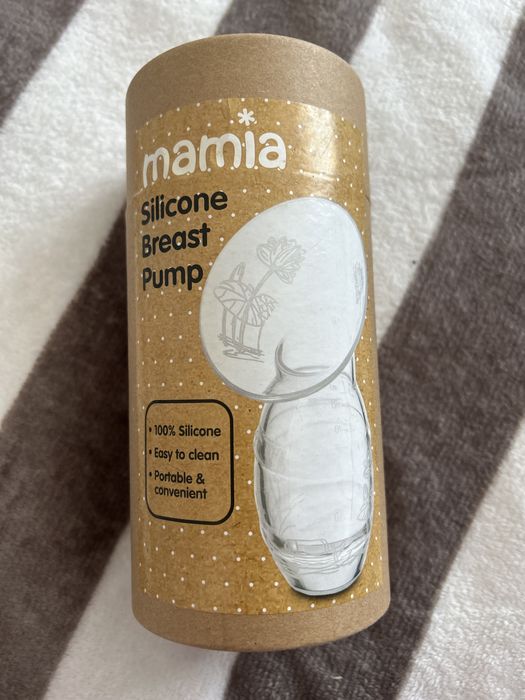 mamia
Silicone
Breast
Pump
• 100% Silicone
• Easy to clean
• Portable &
convenient